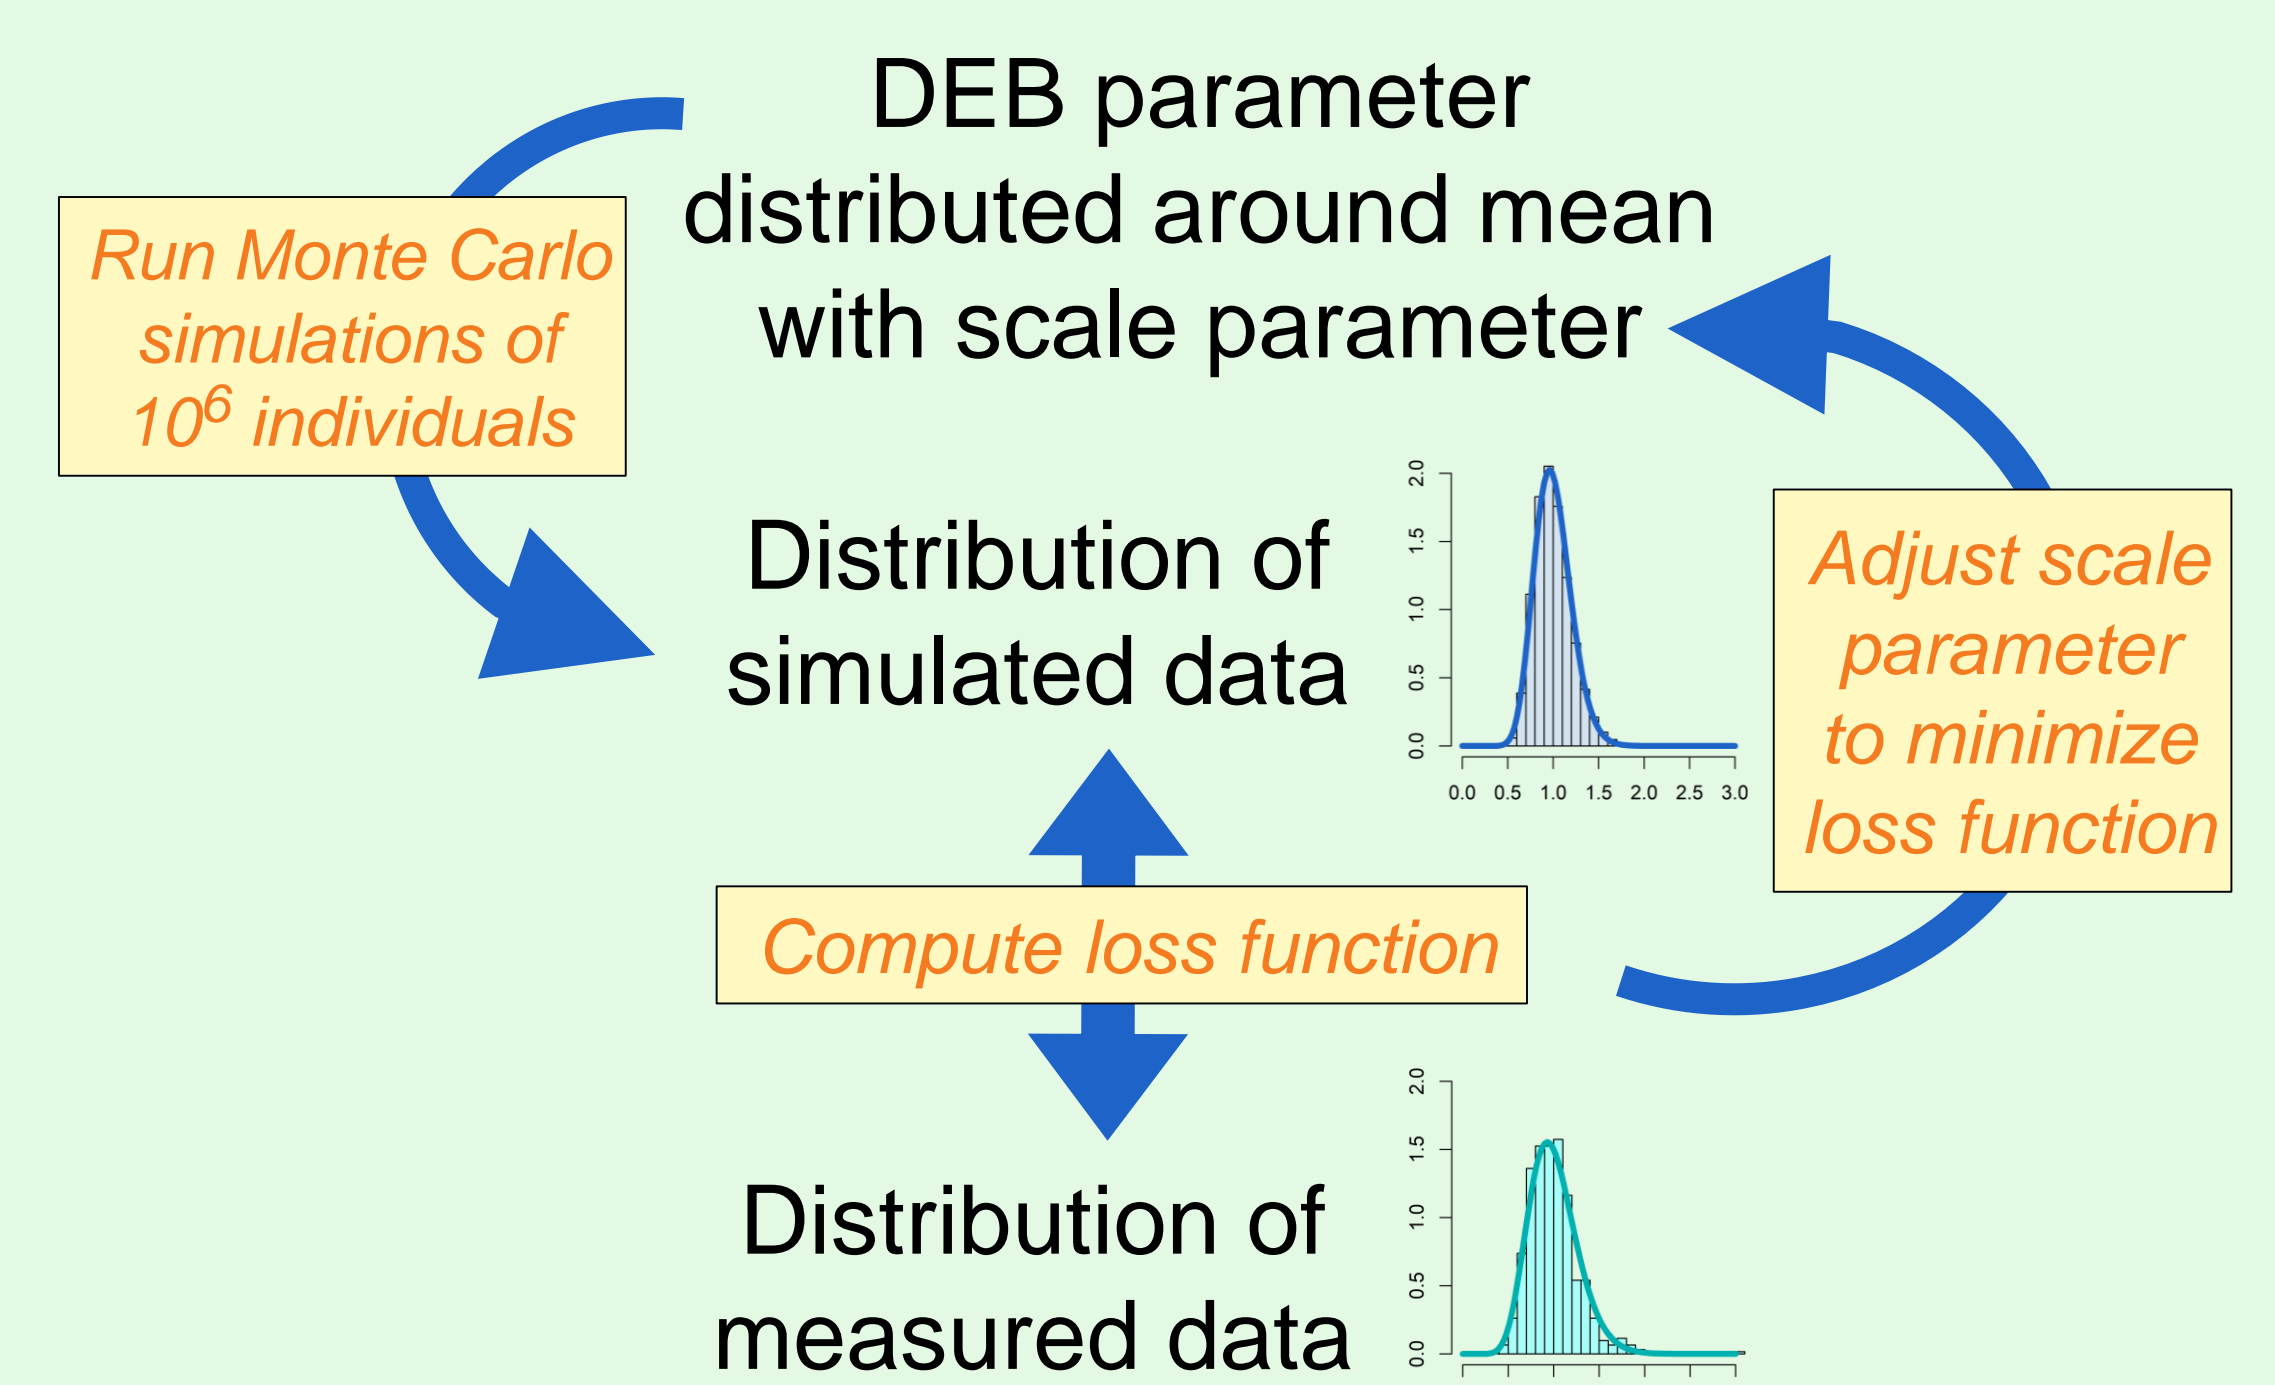 DEB parameter
distributed around mean
with scale parameter
Run Monte Carlo
simulations of
10⁶ individuals
Distribution of
simulated data
2.0
1.5
1.0
0.5
0.0
0.0 0.5 1.0 1.5 2.0 2.5 3.0
Adjust scale
parameter
to minimize
loss function
Compute loss function
Distribution of
measured data
2.0
1.5
1.0
0.5
0.0